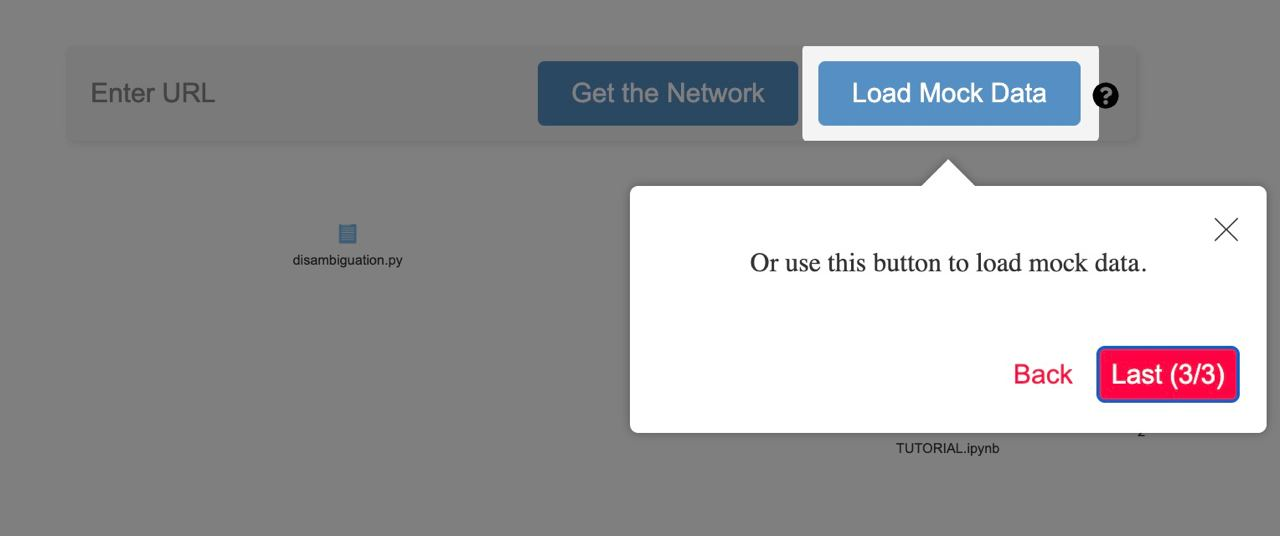 Enter URL
Get the Network
Load Mock Data
?
disambiguation.py
Or use this button to load mock data.
Back
Last (3/3)
TUTORIAL.ipynb